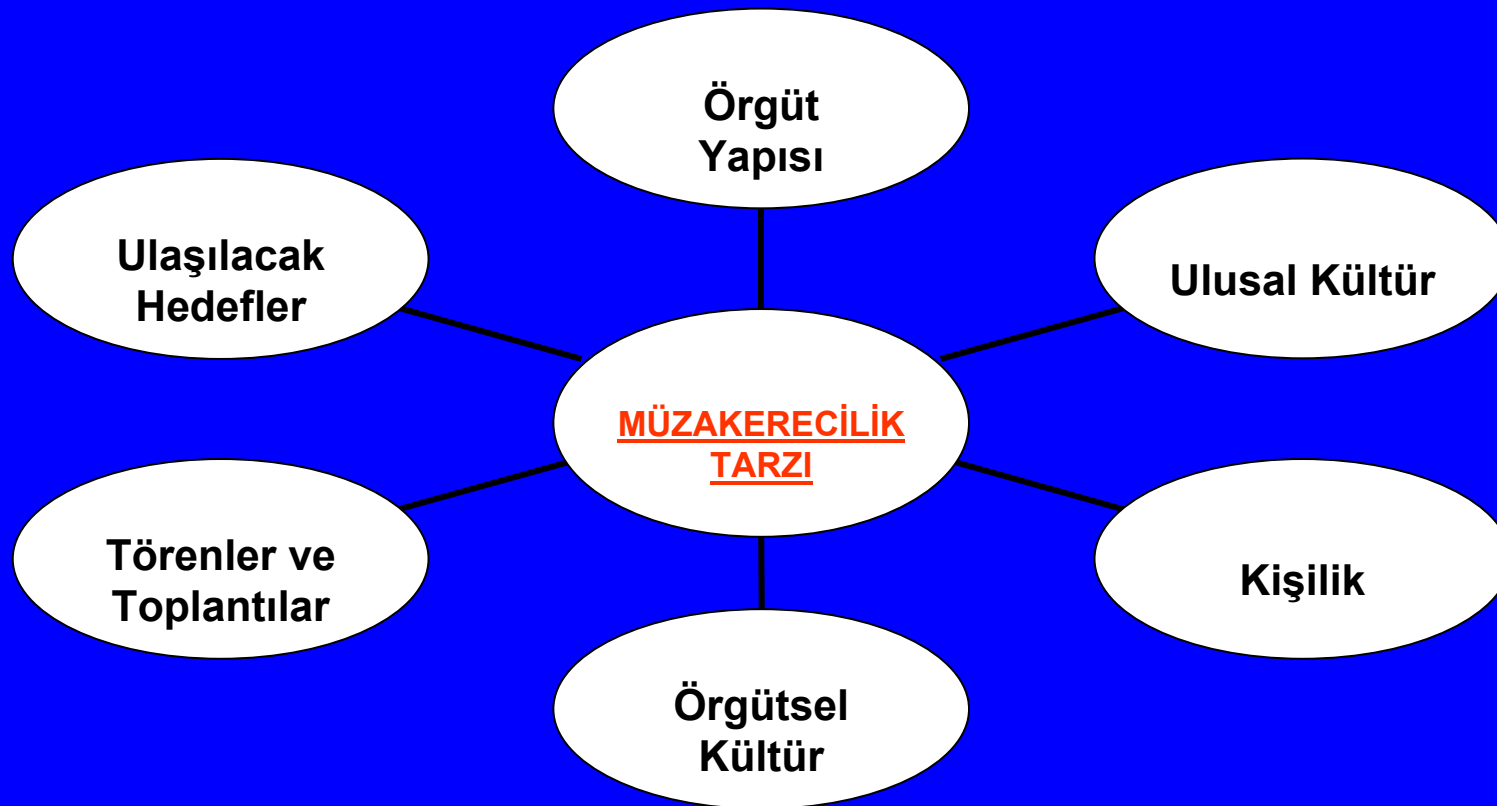 Örgüt
Yapısı
Ulaşılacak
Hedefler
Ulusal Kültür
MÜZAKERECİLİK
TARZI
Törenler ve
Toplantılar
Kişilik
Örgütsel
Kültür